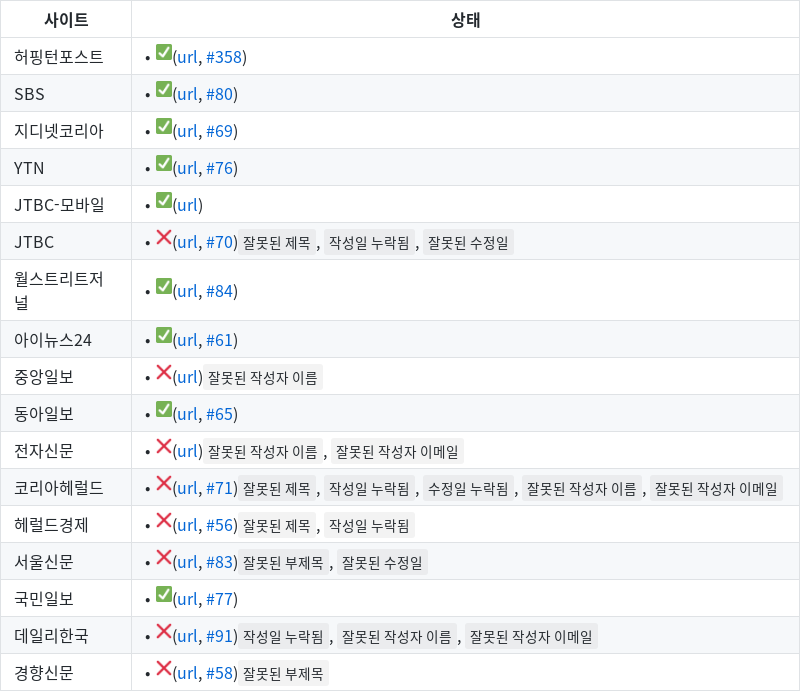 사이트 상태
허핑턴포스트 • ✅(url, #358)
SBS • ✅(url, #80)
지디넷코리아 • ✅(url, #69)
YTN • ✅(url, #76)
JTBC-모바일 • ✅(url)
JTBC • ❌(url, #70) 잘못된 제목 , 작성일 누락됨 , 잘못된 수정일
월스트리트저
널 • ✅(url, #84)
아이뉴스24 • ✅(url, #61)
중앙일보 • ❌(url) 잘못된 작성자 이름
동아일보 • ✅(url, #65)
전자신문 • ❌(url) 잘못된 작성자 이름 , 잘못된 작성자 이메일
코리아헤럴드 • ❌(url, #71) 잘못된 제목 , 작성일 누락됨 , 수정일 누락됨 , 잘못된 작성자 이름 , 잘못된 작성자 이메일
헤럴드경제 • ❌(url, #56) 잘못된 제목 , 작성일 누락됨
서울신문 • ❌(url, #83) 잘못된 부제목 , 잘못된 수정일
국민일보 • ✅(url, #77)
데일리한국 • ❌(url, #91) 작성일 누락됨 , 잘못된 작성자 이름 , 잘못된 작성자 이메일
경향신문 • ❌(url, #58) 잘못된 부제목